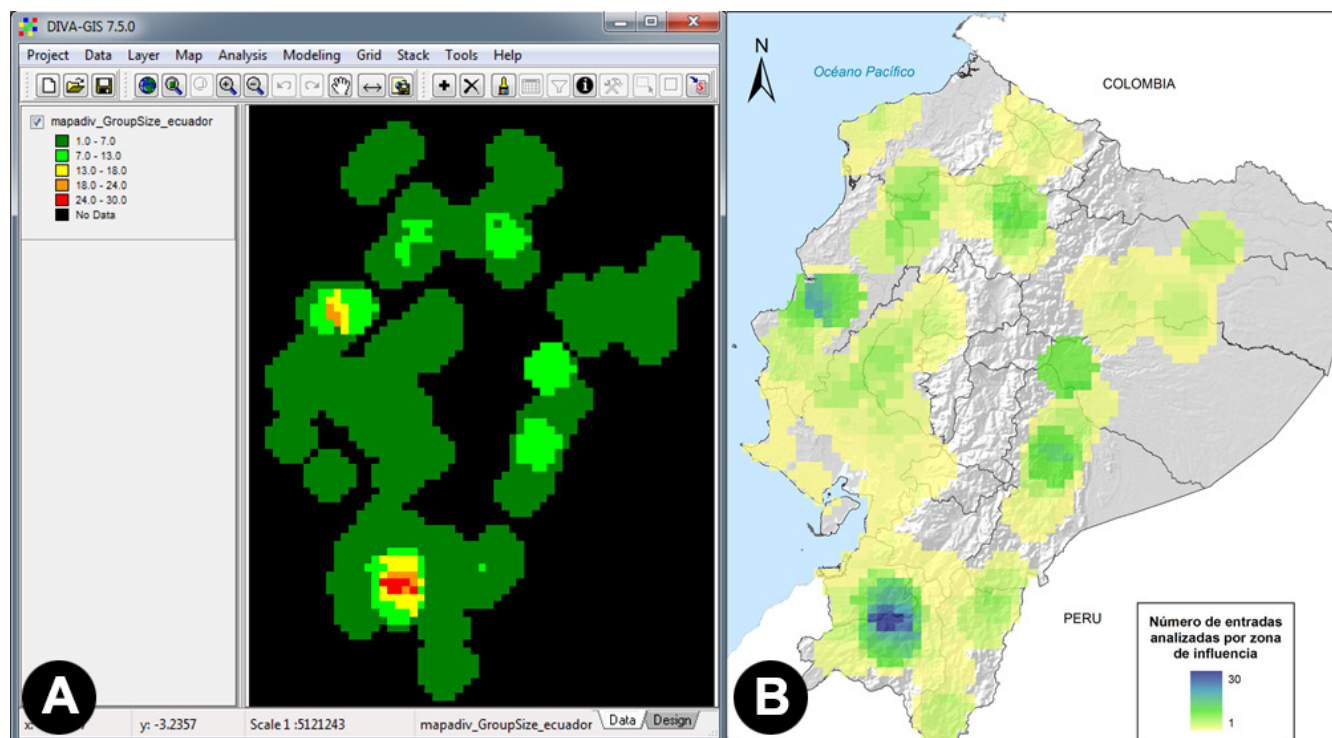 DIVA-GIS 7.5.0
Project Data Layer Map Analysis Modeling Grid Stack Tools Help
mapadiv_GroupSize_ecuador
1.0 - 7.0
7.0 - 13.0
13.0 - 18.0
18.0 - 24.0
24.0 - 30.0
No Data
A
y: -3.2357
Scale 1 :5121243
mapadiv_GroupSize_ecuador
Data
Design
N
Océano Pacífico
COLOMBIA
PERU
Número de entradas
analizadas por zona
de influencia
30
1
B